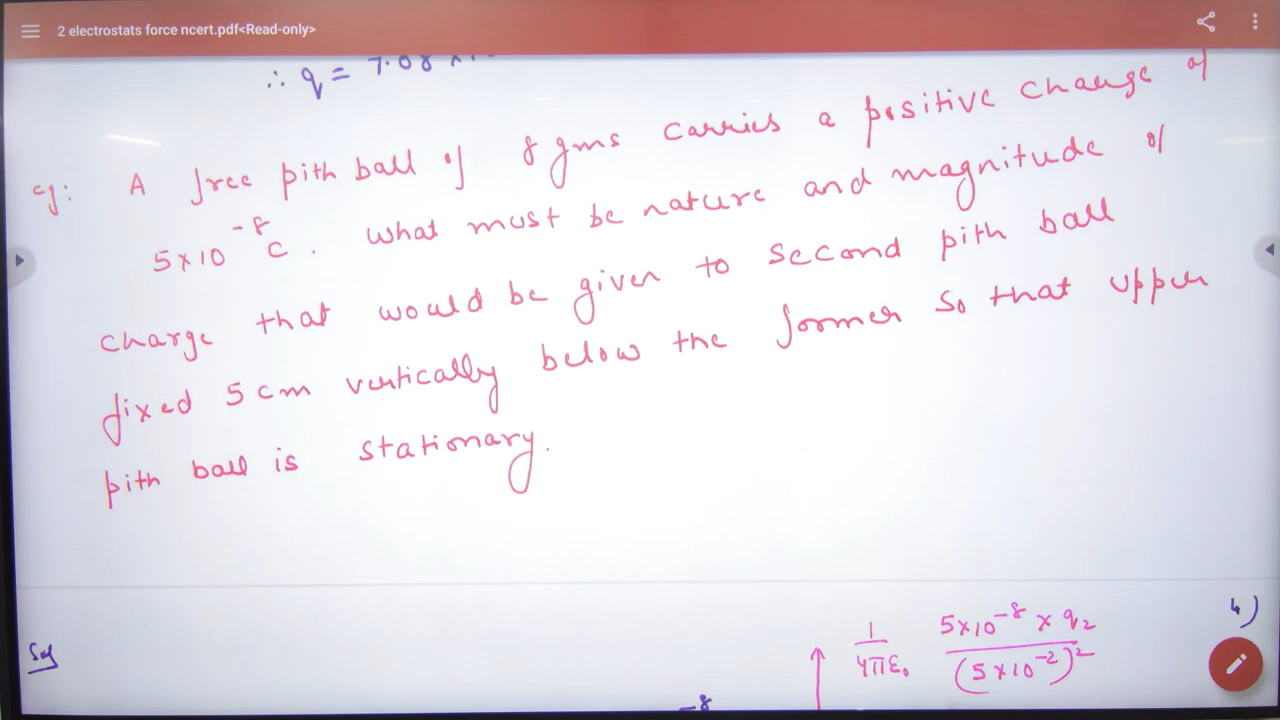 2 electrostats force ncert.pdf<Read-only>
∴ q = 7.08 ×
eg: A free pith ball of 8 gms carries a positive charge of
5×10⁻⁸ c. what must be nature and magnitude of
charge that would be given to second pith ball
fixed 5 cm vertically below the former so that upper
pith ball is stationary.
4)
Sol
1/4πε₀ 5×10⁻⁸ × q₂/(5×10⁻²)²
-8